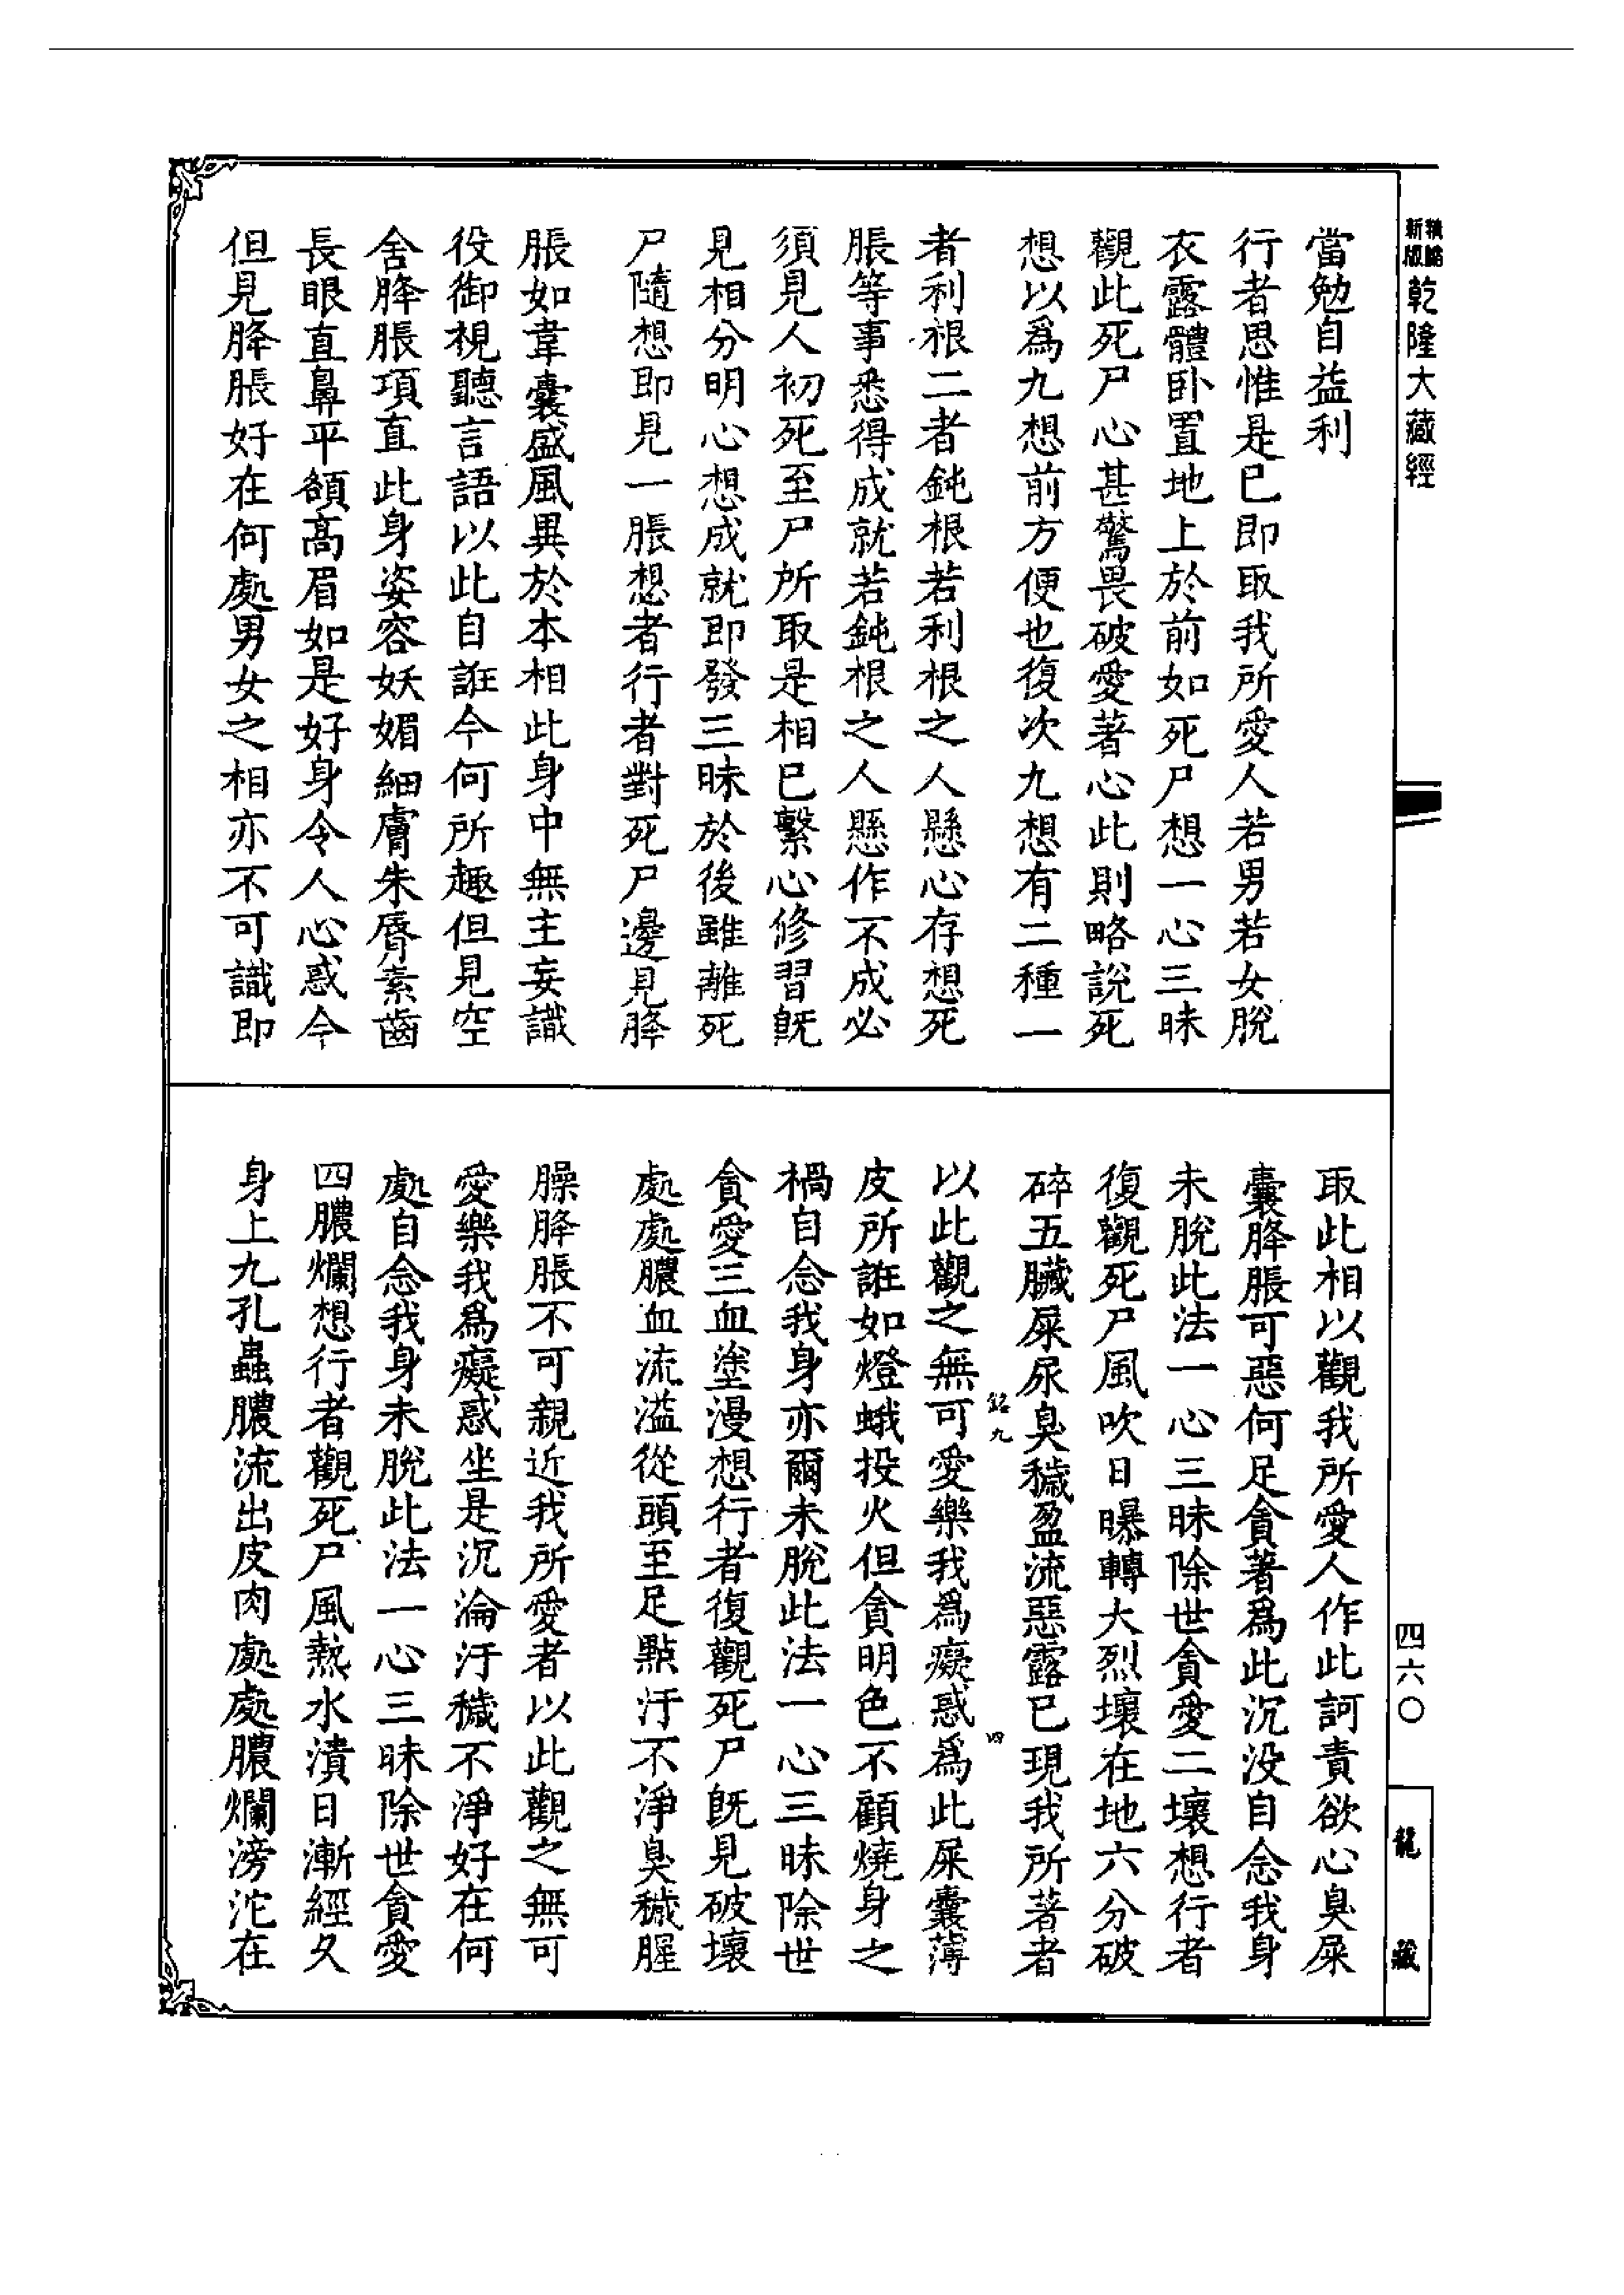 新版
乾隆大藏經
當勉自益利
行者思惟是已即取我所愛人若男若女脫
衣露體卧置地上於前如死尸想一心三昧
觀此死尸心甚驚畏破愛著心此則略說死
想以爲九想前方便也復次九想有二種一
者利根二者鈍根若利根之人懸心存想死
脹等事悉得成就若鈍根之人懸作不成必
須見人初死至尸所取是相已繫心修習旣
見相分明心想成就即發三昧於後雖離死
尸隨想即見一脹想者行者對死尸邊見胮
脹如韋囊盛風異於本相此身中無主妄識
役御視聽言語以此自誑今何所趣但見空
舍胮脹項直此身姿容妖媚細膚朱脣素齒
長眼直鼻平頟高眉如是好身令人心惑今
但見胮脹好在何處男女之相亦不可識即
取此相以觀我所愛人作此訶責欲心臭屎
囊胮脹可惡何足貪著爲此沉没自念我身
未脫此法一心三昧除世貪愛二壞想行者
復觀死尸風吹日曝轉大烈壞在地六分破
碎五臟屎尿臭穢盈流惡露已現我所著者
銘九 四
以此觀之無可愛樂我爲癡惑爲此屎囊薄
皮所誑如燈蛾投火但貪明色不顧燒身之
禍自念我身亦爾未脫此法一心三昧除世
貪愛三血塗漫想行者復觀死尸旣見破壞
處處膿血流溢從頭至足點汙不淨臭穢腥
臊胮脹不可親近我所愛者以此觀之無可
愛樂我爲癡惑坐是沉淪汙穢不淨好在何
處自念我身未脫此法一心三昧除世貪愛
四膿爛想行者觀死尸風熱水漬日漸經久
身上九孔蟲膿流出皮肉處處膿爛滂沱在
四六〇
龍藏